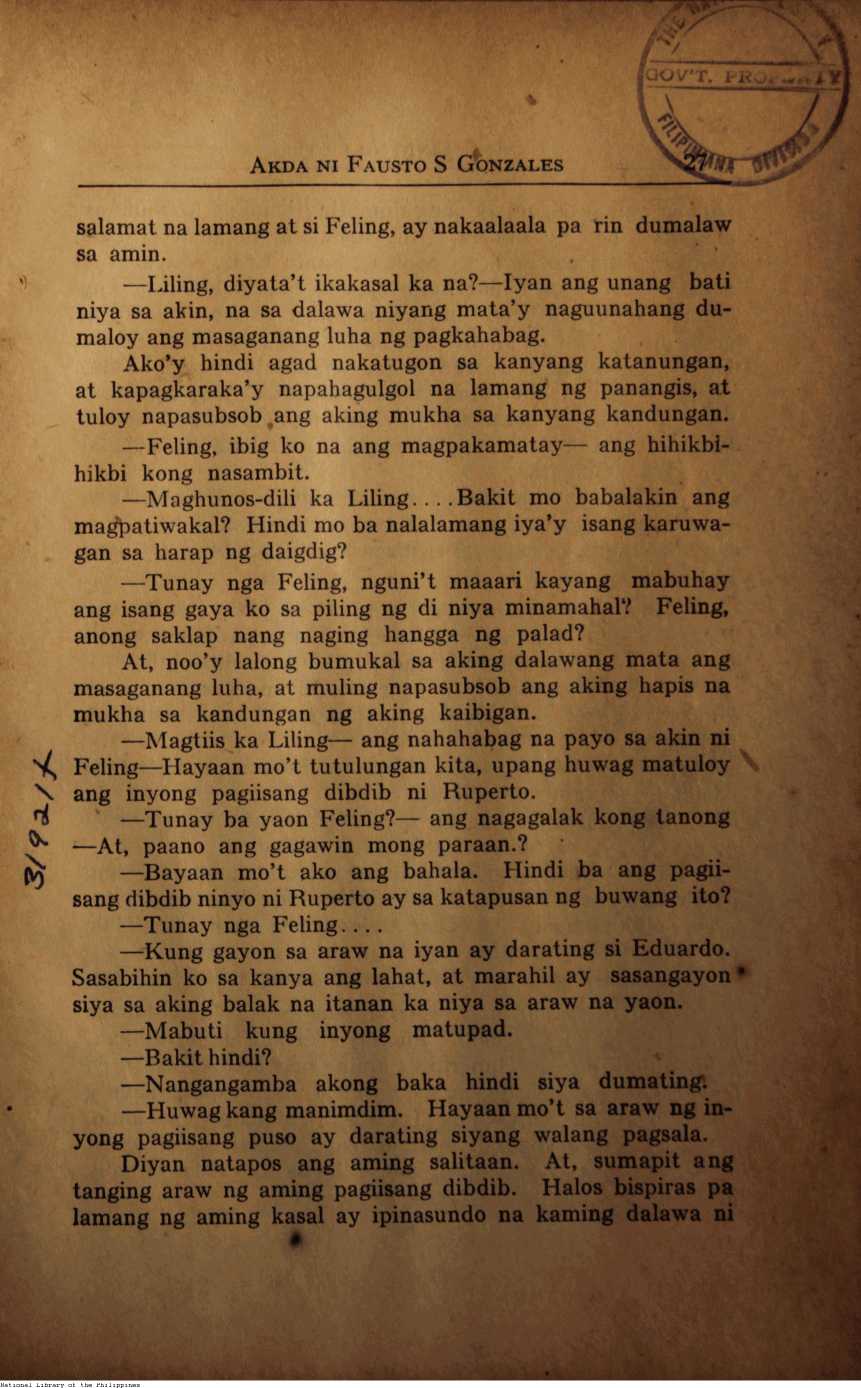 GOV'T.
AKDA NI FAUSTO S GONZALES 27
salamat na lamang at si Feling, ay nakaalaala pa rin dumalaw
sa amin.
—Liling, diyata't ikakasal ka na?—Iyan ang unang bati
niya sa akin, na sa dalawa niyang mata'y naguunahang du-
maloy ang masaganang luha ng pagkahabag.
Ako'y hindi agad nakatugon sa kanyang katanungan,
at kapagkaraka'y napahagulgol na lamang ng panangis, at
tuloy napasubsob ang aking mukha sa kanyang kandungan.
—Feling, ibig ko na ang magpakamatay— ang hihikbi-
hikbi kong nasambit.
—Maghunos-dili ka Liling....Bakit mo babalakin ang
magpatiwakal? Hindi mo ba nalalamang iya'y isang karuwa-
gan sa harap ng daigdig?
—Tunay nga Feling, nguni't maaari kayang mabuhay
ang isang gaya ko sa piling ng di niya minamahal? Feling,
anong saklap nang naging hangga ng palad?
At, noo'y lalong bumukal sa aking dalawang mata ang
masaganang luha, at muling napasubsob ang aking hapis na
mukha sa kandungan ng aking kaibigan.
—Magtiis ka Liling— ang nahahabag na payo sa akin ni
Feling—Hayaan mo't tutulungan kita, upang huwag matuloy
ang inyong pagiisang dibdib ni Ruperto.
—Tunay ba yaon Feling?— ang nagagalak kong tanong
—At, paano ang gagawin mong paraan.?
—Bayaan mo't ako ang bahala. Hindi ba ang pagii-
sang dibdib ninyo ni Ruperto ay sa katapusan ng buwang ito?
—Tunay nga Feling....
—Kung gayon sa araw na iyan ay darating si Eduardo.
Sasabihin ko sa kanya ang lahat, at marahil ay sasangayon
siya sa aking balak na itanan ka niya sa araw na yaon.
—Mabuti kung inyong matupad.
—Bakit hindi?
—Nangangamba akong baka hindi siya dumating.
—Huwag kang manimdim. Hayaan mo't sa araw ng in-
yong pagiisang puso ay darating siyang walang pagsala.
Diyan natapos ang aming salitaan. At, sumapit ang
tanging araw ng aming pagiisang dibdib. Halos bispiras pa
lamang ng aming kasal ay ipinasundo na kaming dalawa ni
National Library of the Philippines